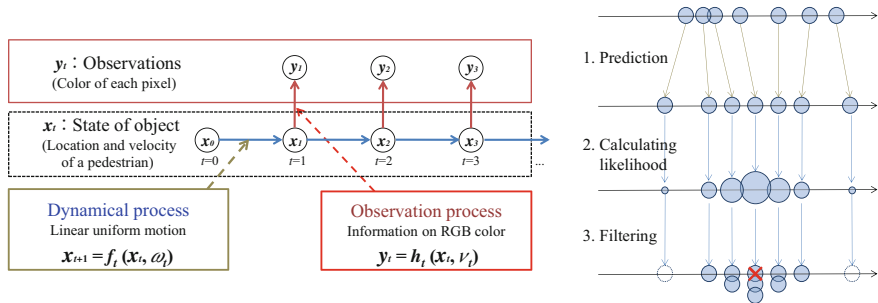 yt : Observations
(Color of each pixel)
y1 y2 y3
xt : State of object
(Location and velocity
of a pedestrian)
x0 x1 x2 x3
t=0 t=1 t=2 t=3 ...
Dynamical process
Linear uniform motion
xt+1 = ft (xt, ωt)
Observation process
Information on RGB color
yt = ht (xt, νt)
1. Prediction
2. Calculating
likelihood
3. Filtering